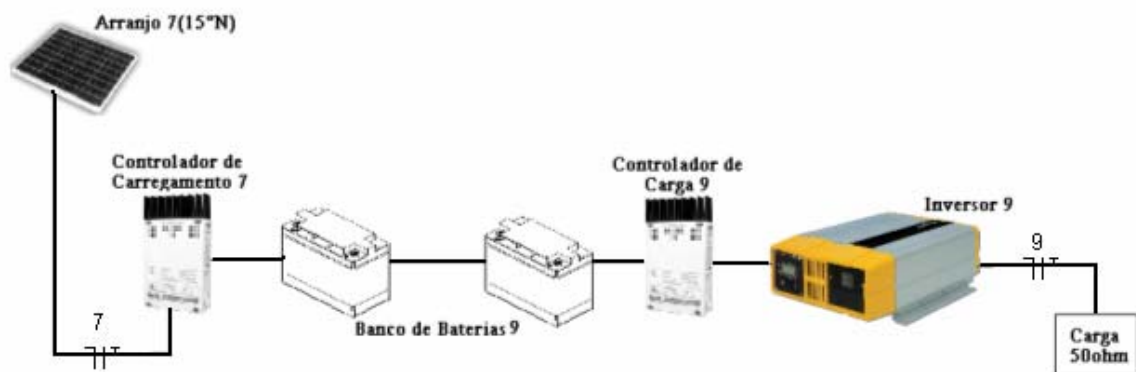 Arranjo 7(15°N)
Controlador de
Carregamento 7
Controlador de
Carga 9
Inversor 9
9
Banco de Baterias 9
7
Carga
50ohm